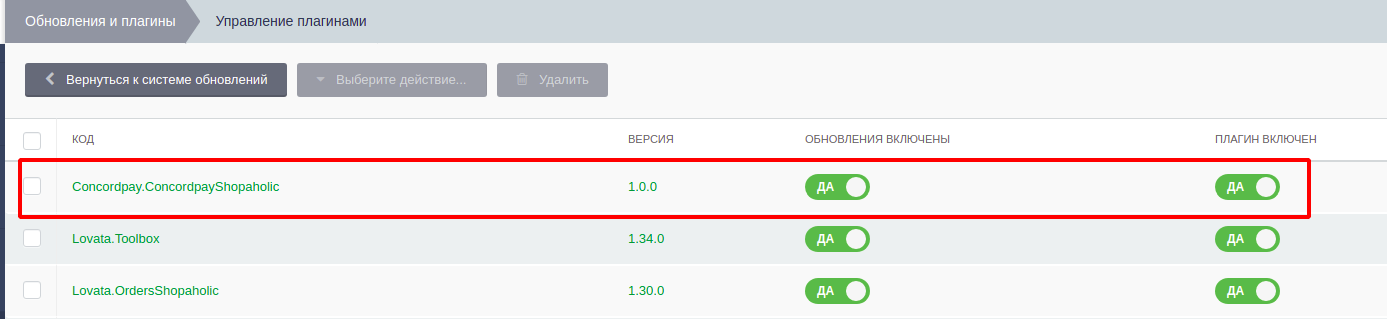 Обновления и плагины Управление плагинами
Вернуться к системе обновлений Выберите действие... Удалить
КОД ВЕРСИЯ ОБНОВЛЕНИЯ ВКЛЮЧЕНЫ ПЛАГИН ВКЛЮЧЕН
Concordpay.ConcordpayShopaholic 1.0.0 ДА ДА
Lovata.Toolbox 1.34.0 ДА ДА
Lovata.OrdersShopaholic 1.30.0 ДА ДА